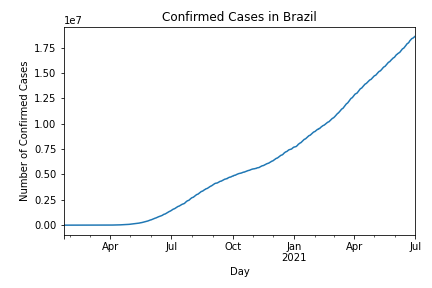 Confirmed Cases in Brazil
1e7
1.75
1.50
1.25
1.00
0.75
0.50
0.25
0.00
Number of Confirmed Cases
Apr Jul Oct Jan Apr Jul
2021
Day